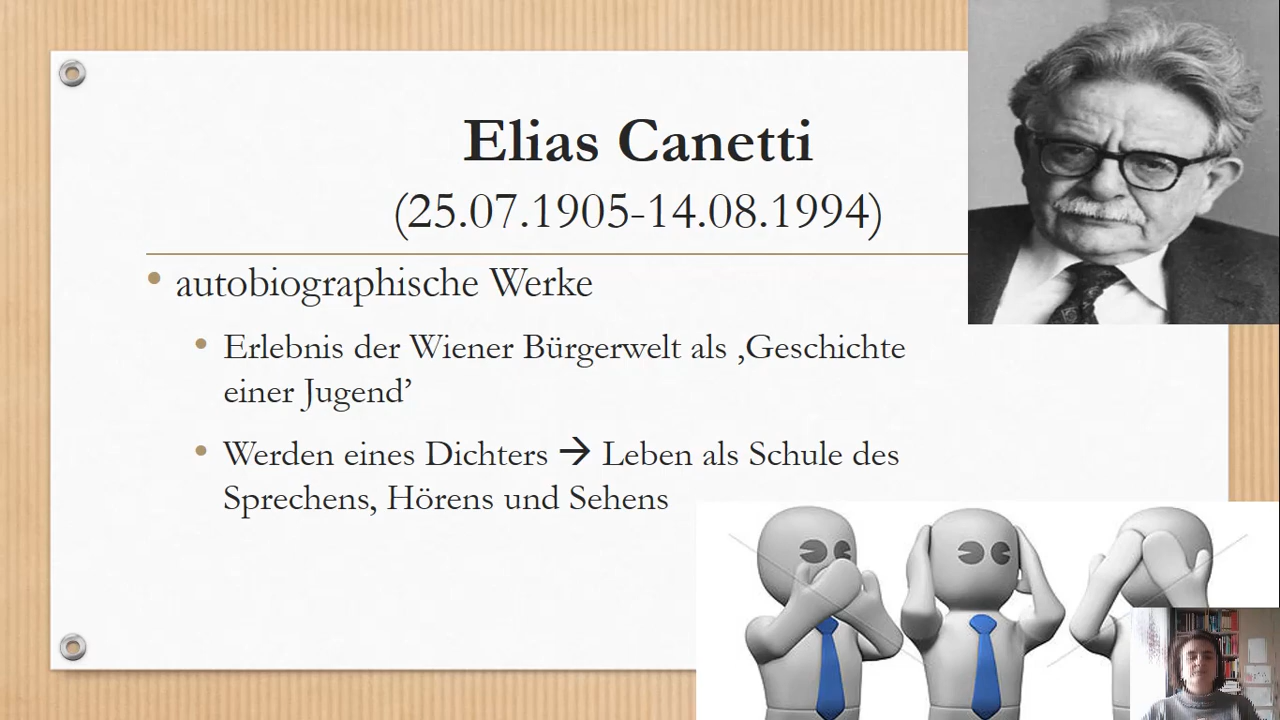 Elias Canetti
(25.07.1905-14.08.1994)
• autobiographische Werke
• Erlebnis der Wiener Bürgerwelt als ‚Geschichte
einer Jugend’
• Werden eines Dichters → Leben als Schule des
Sprechens, Hörens und Sehens